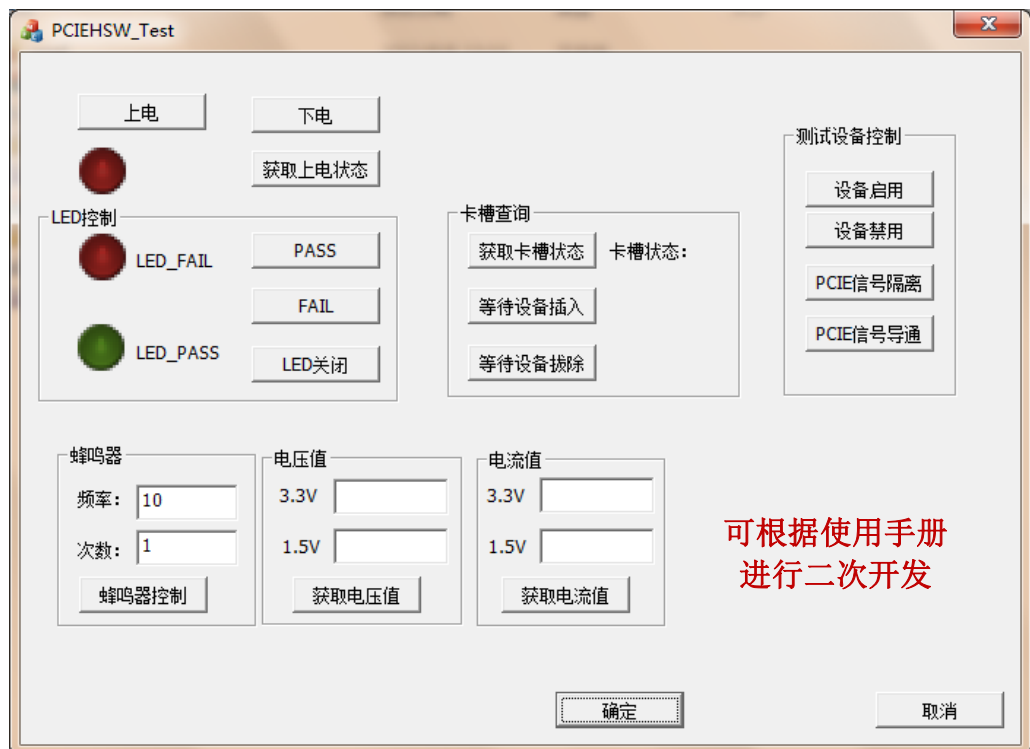 PCIEHSW_Test
上电
下电
获取上电状态
LED控制
LED_FAIL
PASS
FAIL
LED_PASS
LED关闭
卡槽查询
获取卡槽状态
卡槽状态:
等待设备插入
等待设备拔除
测试设备控制
设备启用
设备禁用
PCIE信号隔离
PCIE信号导通
蜂鸣器
频率:
10
次数:
1
蜂鸣器控制
电压值
3.3V
1.5V
获取电压值
电流值
3.3V
1.5V
获取电流值
可根据使用手册
进行二次开发
确定
取消